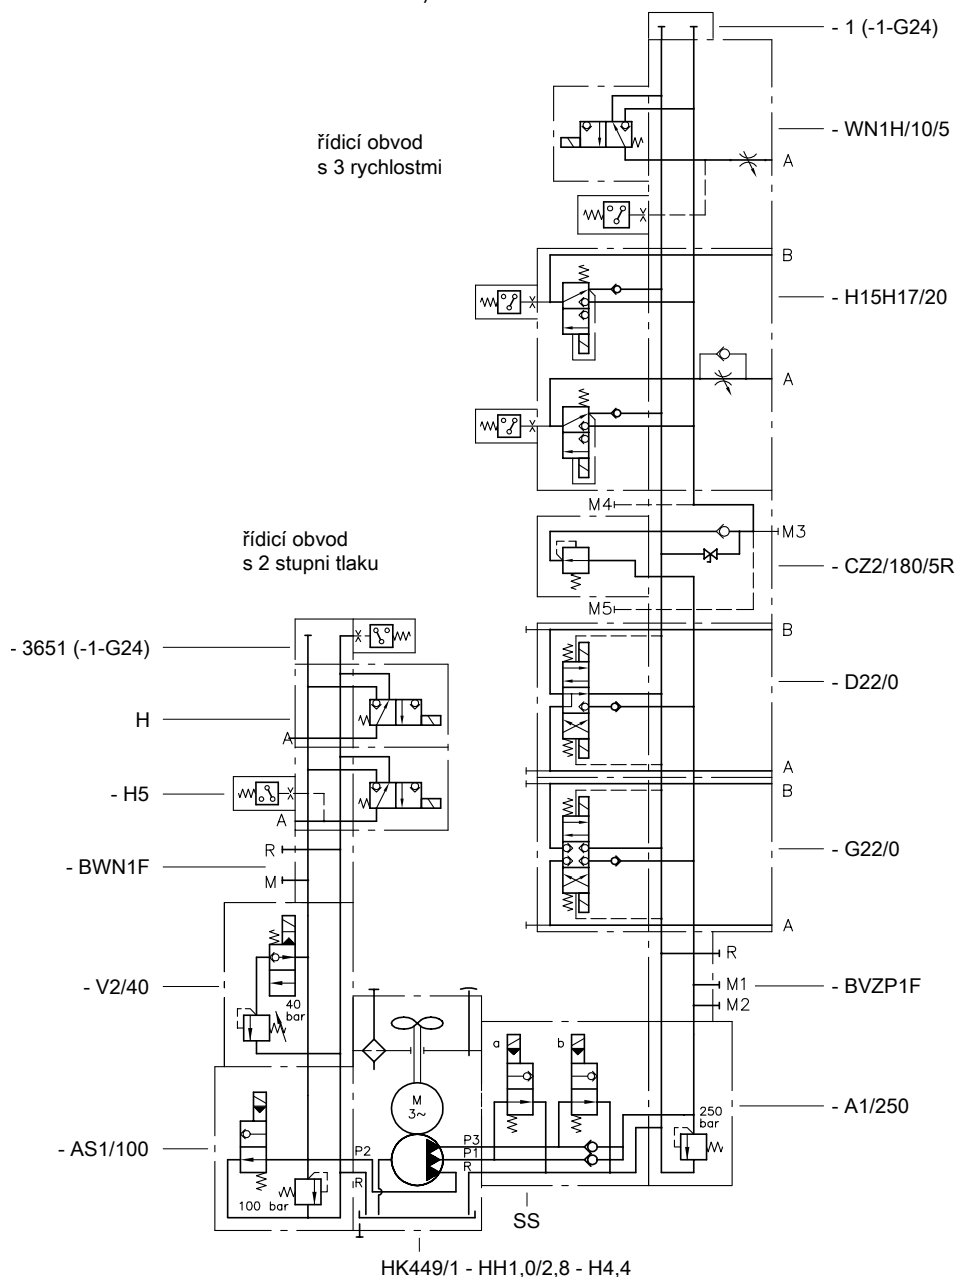 - 1 (-1-G24)
řídicí obvod
s 3 rychlostmi
- WN1H/10/5
A
B
- H15H17/20
A
M4
M3
řídicí obvod
s 2 stupni tlaku
- CZ2/180/5R
M5
B
- 3651 (-1-G24)
- D22/0
H
A
A
B
- H5
A
R
- G22/0
- BWN1F
M
A
R
- V2/40
40
bar
M1
- BVZP1F
M2
a
b
M
3~
250
bar
- A1/250
- AS1/100
P2
P3
P1
R
R
100 bar
SS
HK449/1 - HH1,0/2,8 - H4,4